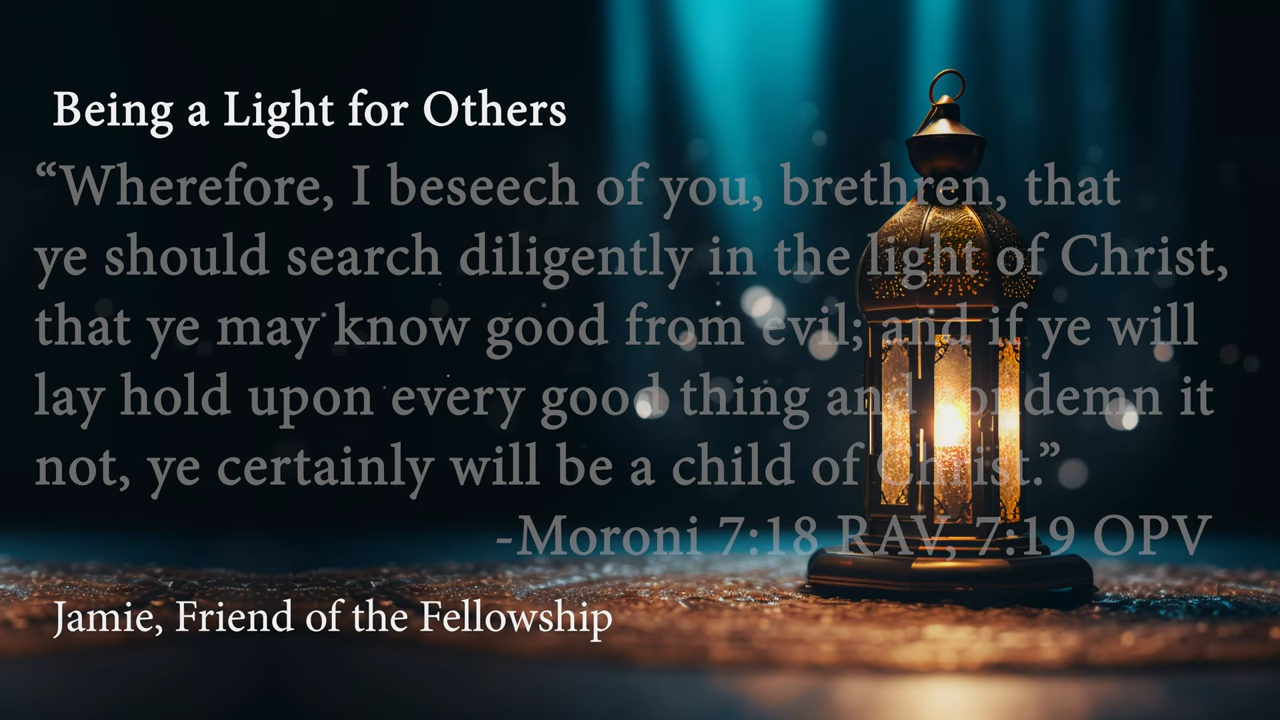 Being a Light for Others
“Wherefore, I beseech of you, brethren, that
ye should search diligently in the light of Christ,
that ye may know good from evil; and if ye will
lay hold upon every good thing and condemn it
not, ye certainly will be a child of Christ.”
-Moroni 7:18 RAV, 7:19 OPV
Jamie, Friend of the Fellowship